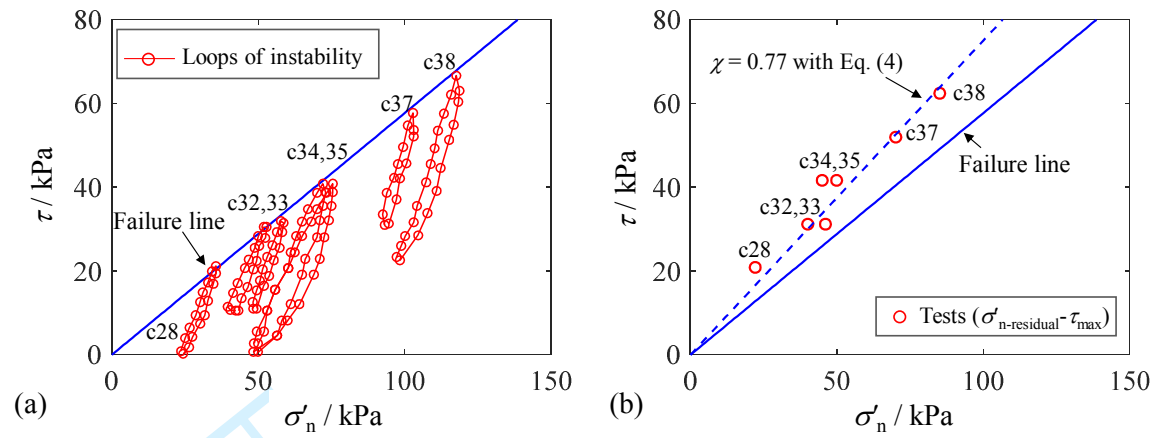 80
60
40
20
0
0
50
100
150
τ / kPa
σ′n / kPa
Loops of instability
c38
c37
c34,35
c32,33
Failure line
c28
(a)
80
60
40
20
0
0
50
100
150
τ / kPa
σ′n / kPa
χ = 0.77 with Eq. (4)
c38
c37
c34,35
Failure line
c32,33
c28
Tests (σ′n-residual-τmax)
(b)